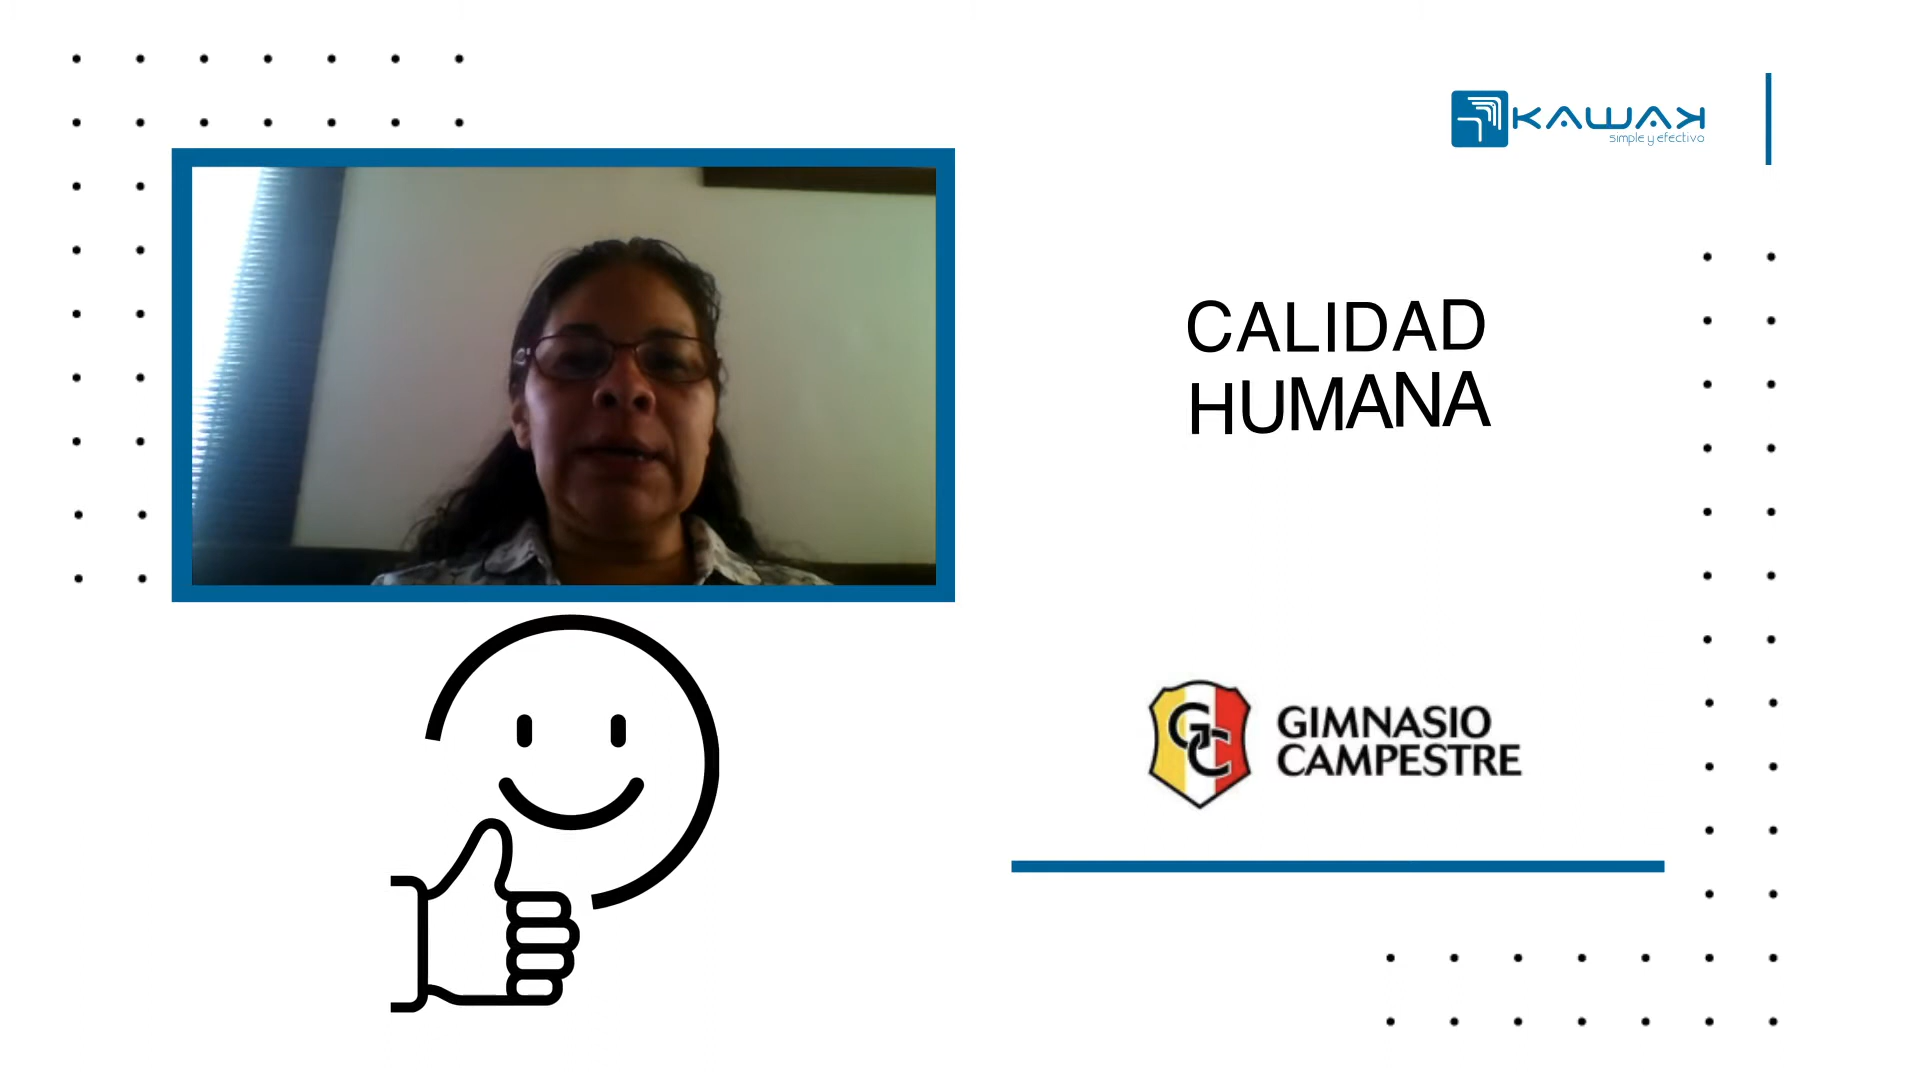 KAWAK
simple y efectivo
CALIDAD
HUMANA
GC
GIMNASIO
CAMPESTRE